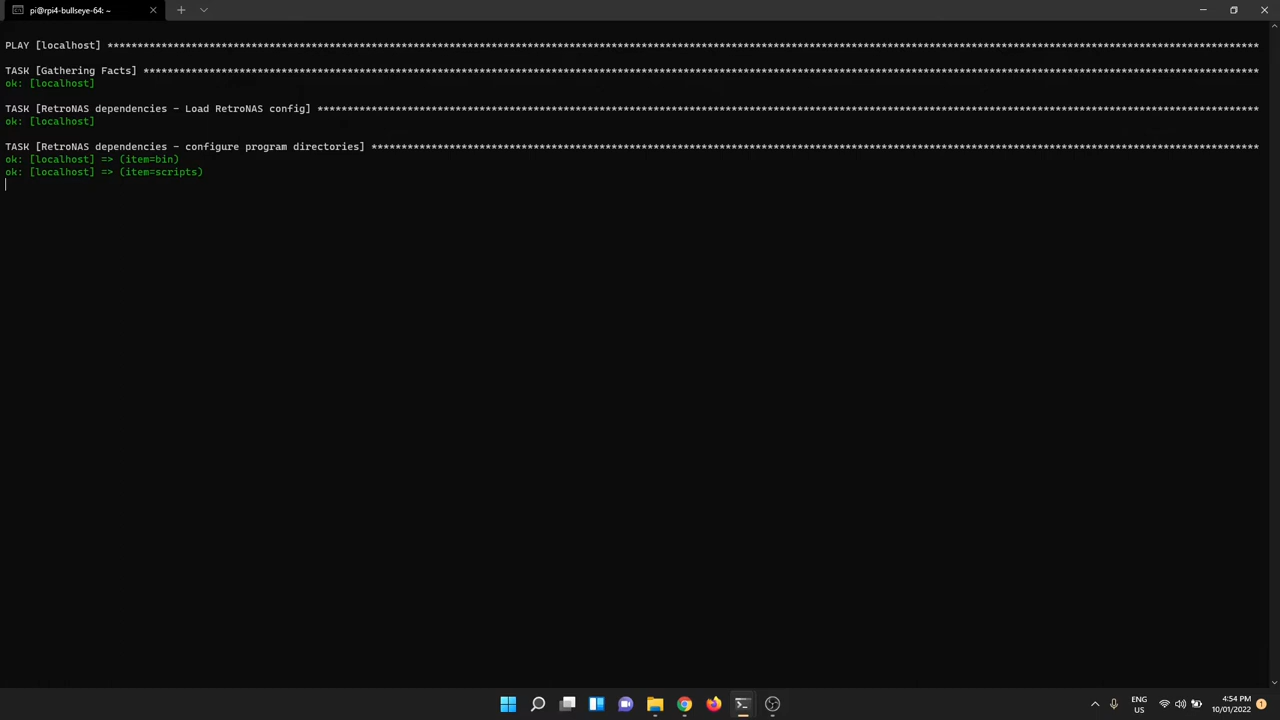 pi@rpi4-bullseye-64: ~
PLAY [localhost] ****************************************************************************************************************************************************************************************
TASK [Gathering Facts] **********************************************************************************************************************************************************************************
ok: [localhost]
TASK [RetroNAS dependencies - Load RetroNAS config] *****************************************************************************************************************************************************
ok: [localhost]
TASK [RetroNAS dependencies - configure program directories] ********************************************************************************************************************************************
ok: [localhost] => (item=bin)
ok: [localhost] => (item=scripts)
ENG
US
4:54 PM
10/01/2022
1